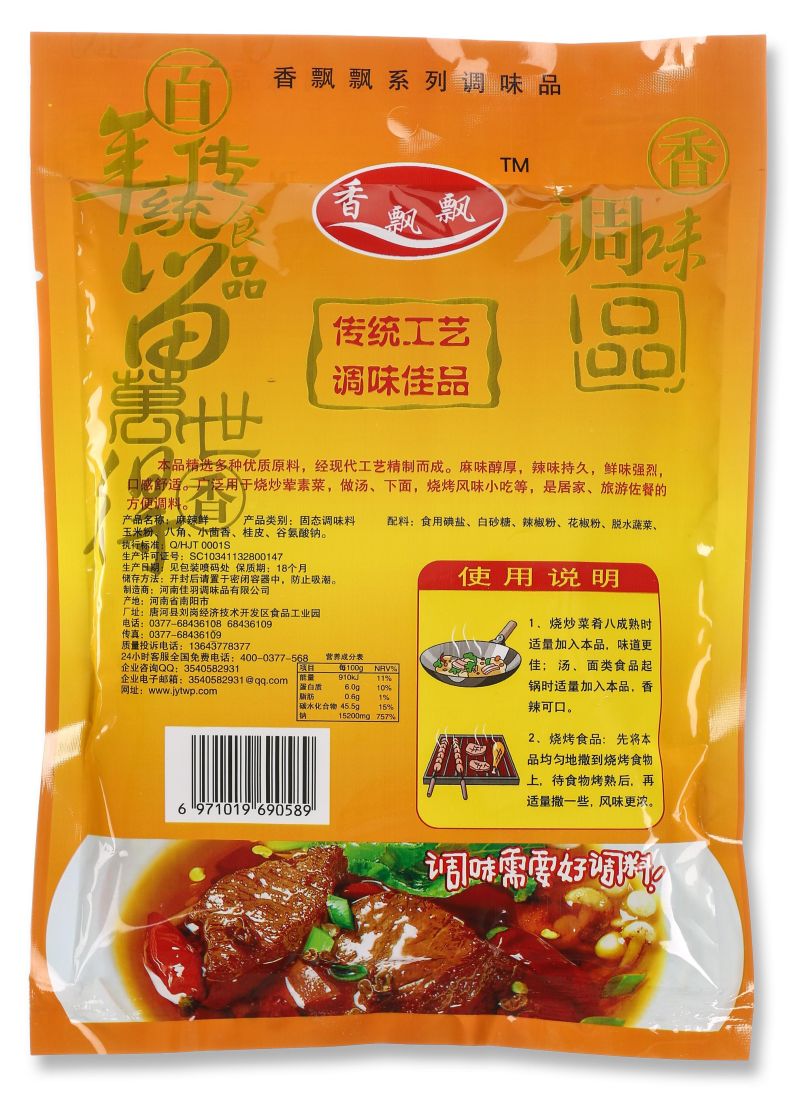 香飘飘系列调味品
百年传统食品
留万世香
香
调味品
香飘飘
TM
传统工艺
调味佳品
本品精选多种优质原料，经现代工艺精制而成。麻味醇厚，辣味持久，鲜味强烈，
口感舒适。广泛用于烧炒荤素菜，做汤、下面，烧烤风味小吃等，是居家、旅游佐餐的
方便调料。
产品名称：麻辣鲜 产品类别：固态调味料 配料：食用碘盐、白砂糖、辣椒粉、花椒粉、脱水蔬菜、
玉米粉、八角、小茴香、桂皮、谷氨酸钠。
执行标准：Q/HJT 0001S
生产许可证号：SC10341132800147
生产日期：见包装喷码处 保质期：18个月
储存方法：开封后请置于密闭容器中，防止吸潮。
制造商：河南佳羽调味品有限公司
产地：河南省南阳市
厂址：唐河县刘岗经济技术开发区食品工业园
电话：0377-68436108 68436109
传真：0377-68436109
质量投诉电话：13643778377
24小时客服全国免费电话：400-0377-568
企业咨询QQ：3540582931
企业电子邮箱：3540582931@qq.com
网址：www.jytwp.com
营养成分表
项目 每100g NRV%
能量 910kJ 11%
蛋白质 6.0g 10%
脂肪 0.6g 1%
碳水化合物 45.5g 15%
钠 15200mg 757%
使用说明
1、烧炒菜肴八成熟时
适量加入本品，味道更
佳；汤、面类食品起
锅时适量加入本品，香
辣可口。
2、烧烤食品：先将本
品均匀地撒到烧烤食物
上，待食物烤熟后，再
适量撒一些，风味更浓。
6 971019 690589
调味需要好调料！